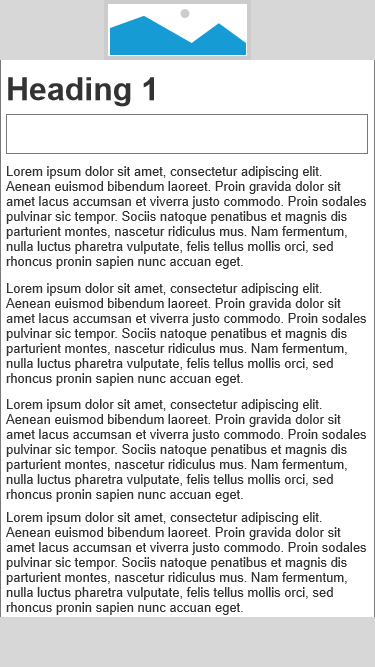 Heading 1
Lorem ipsum dolor sit amet, consectetur adipiscing elit.
Aenean euismod bibendum laoreet. Proin gravida dolor sit
amet lacus accumsan et viverra justo commodo. Proin sodales
pulvinar sic tempor. Sociis natoque penatibus et magnis dis
parturient montes, nascetur ridiculus mus. Nam fermentum,
nulla luctus pharetra vulputate, felis tellus mollis orci, sed
rhoncus pronin sapien nunc accuan eget.
Lorem ipsum dolor sit amet, consectetur adipiscing elit.
Aenean euismod bibendum laoreet. Proin gravida dolor sit
amet lacus accumsan et viverra justo commodo. Proin sodales
pulvinar sic tempor. Sociis natoque penatibus et magnis dis
parturient montes, nascetur ridiculus mus. Nam fermentum,
nulla luctus pharetra vulputate, felis tellus mollis orci, sed
rhoncus pronin sapien nunc accuan eget.
Lorem ipsum dolor sit amet, consectetur adipiscing elit.
Aenean euismod bibendum laoreet. Proin gravida dolor sit
amet lacus accumsan et viverra justo commodo. Proin sodales
pulvinar sic tempor. Sociis natoque penatibus et magnis dis
parturient montes, nascetur ridiculus mus. Nam fermentum,
nulla luctus pharetra vulputate, felis tellus mollis orci, sed
rhoncus pronin sapien nunc accuan eget.
Lorem ipsum dolor sit amet, consectetur adipiscing elit.
Aenean euismod bibendum laoreet. Proin gravida dolor sit
amet lacus accumsan et viverra justo commodo. Proin sodales
pulvinar sic tempor. Sociis natoque penatibus et magnis dis
parturient montes, nascetur ridiculus mus. Nam fermentum,
nulla luctus pharetra vulputate, felis tellus mollis orci, sed
rhoncus pronin sapien nunc accuan eget.